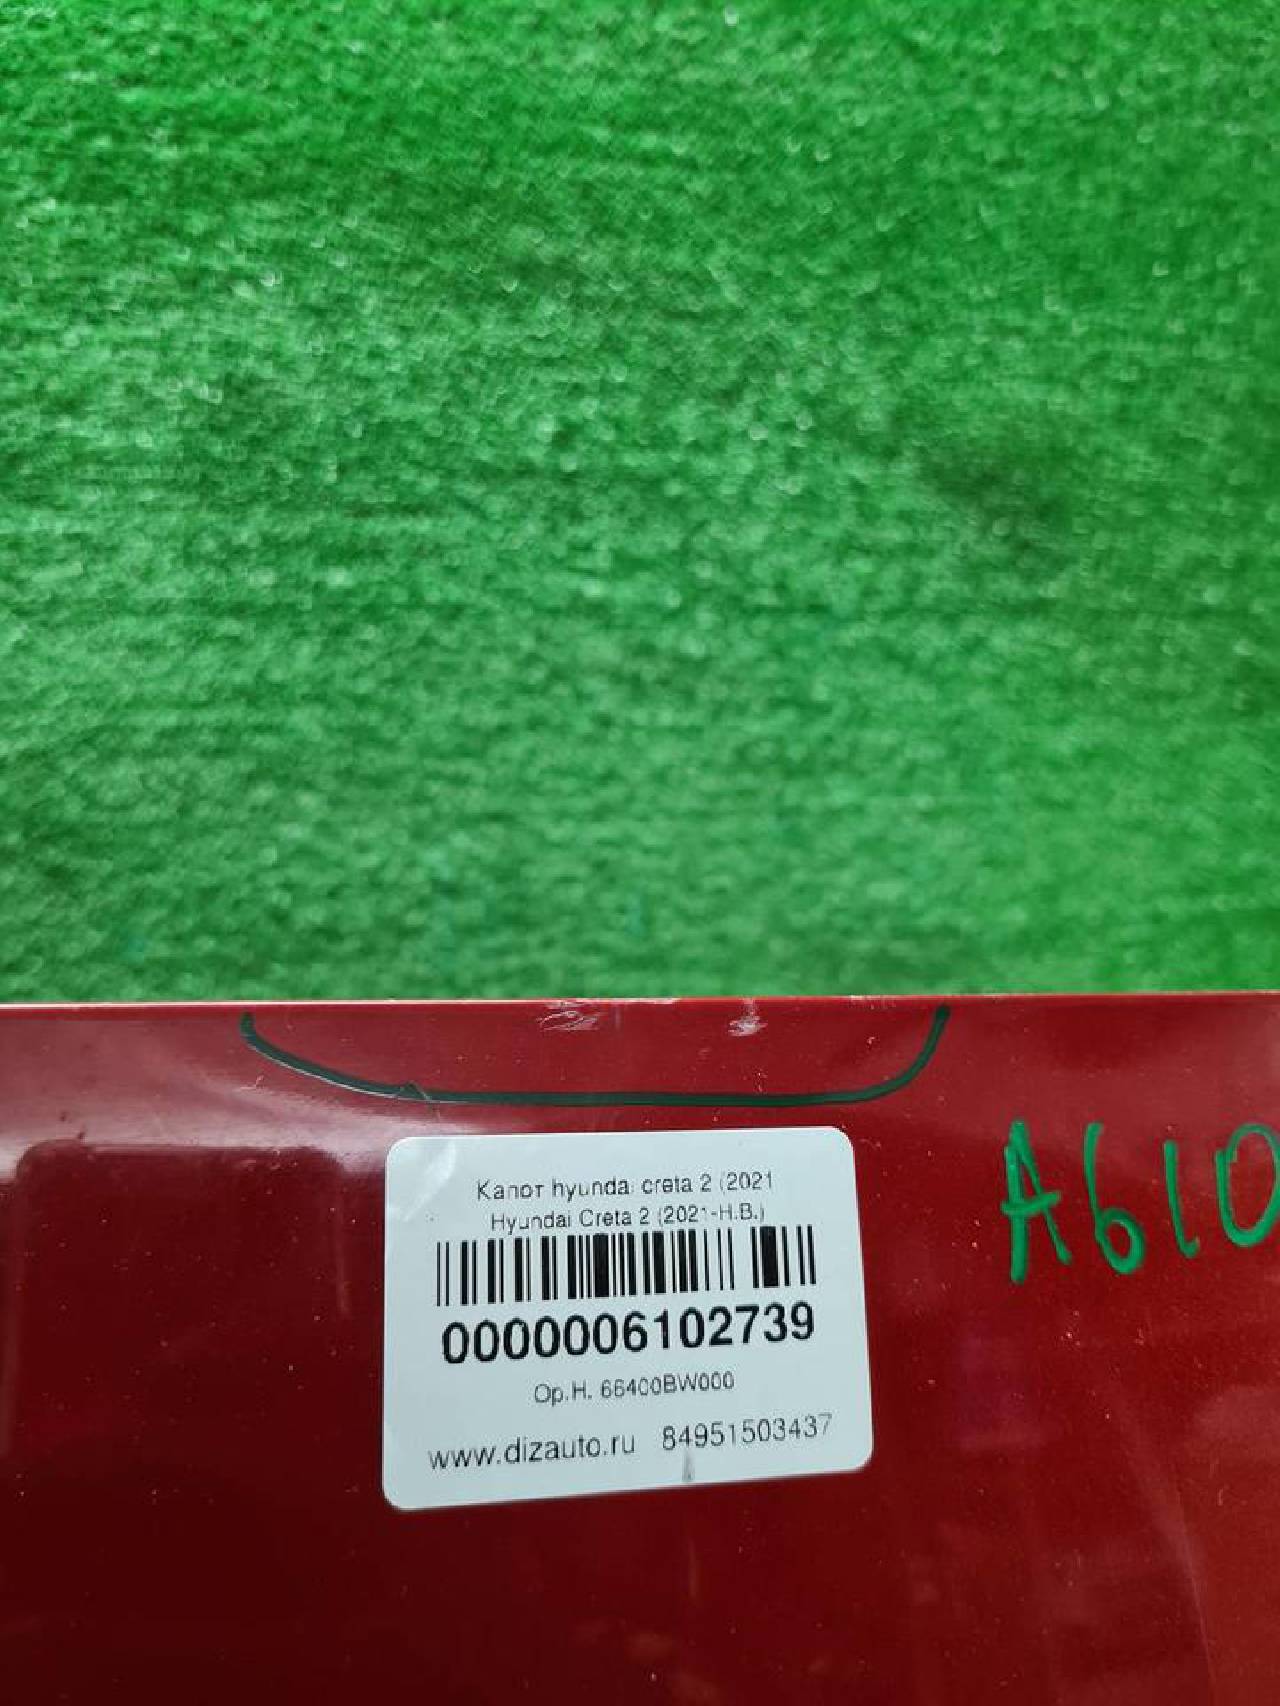 Капот hyundai creta 2 (2021
Hyundai Creta 2 (2021-Н.В.)
0000006102739
Ор.Н. 66400BW000
www.dizauto.ru 84951503437
A610